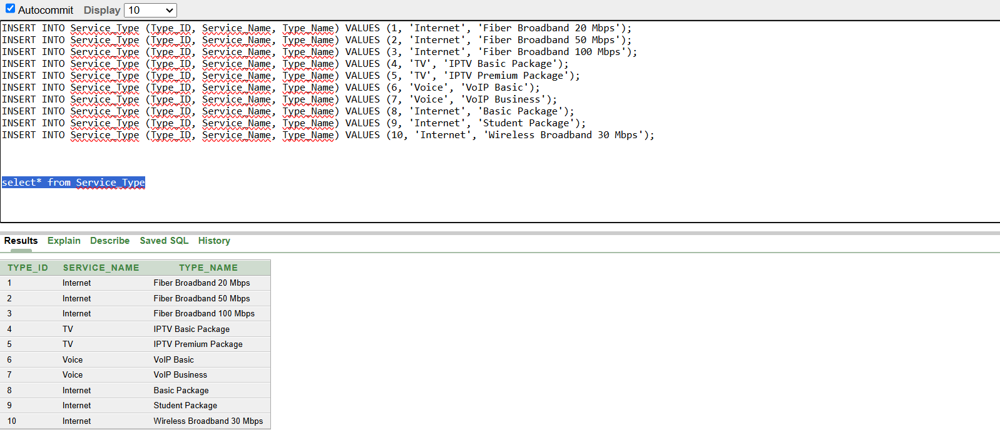 Autocommit Display 10
INSERT INTO Service_Type (Type_ID, Service_Name, Type_Name) VALUES (1, 'Internet', 'Fiber Broadband 20 Mbps');
INSERT INTO Service_Type (Type_ID, Service_Name, Type_Name) VALUES (2, 'Internet', 'Fiber Broadband 50 Mbps');
INSERT INTO Service_Type (Type_ID, Service_Name, Type_Name) VALUES (3, 'Internet', 'Fiber Broadband 100 Mbps');
INSERT INTO Service_Type (Type_ID, Service_Name, Type_Name) VALUES (4, 'TV', 'IPTV Basic Package');
INSERT INTO Service_Type (Type_ID, Service_Name, Type_Name) VALUES (5, 'TV', 'IPTV Premium Package');
INSERT INTO Service_Type (Type_ID, Service_Name, Type_Name) VALUES (6, 'Voice', 'VoIP Basic');
INSERT INTO Service_Type (Type_ID, Service_Name, Type_Name) VALUES (7, 'Voice', 'VoIP Business');
INSERT INTO Service_Type (Type_ID, Service_Name, Type_Name) VALUES (8, 'Internet', 'Basic Package');
INSERT INTO Service_Type (Type_ID, Service_Name, Type_Name) VALUES (9, 'Internet', 'Student Package');
INSERT INTO Service_Type (Type_ID, Service_Name, Type_Name) VALUES (10, 'Internet', 'Wireless Broadband 30 Mbps');
select* from Service_Type
Results Explain Describe Saved SQL History
TYPE_ID SERVICE_NAME TYPE_NAME
1 Internet Fiber Broadband 20 Mbps
2 Internet Fiber Broadband 50 Mbps
3 Internet Fiber Broadband 100 Mbps
4 TV IPTV Basic Package
5 TV IPTV Premium Package
6 Voice VoIP Basic
7 Voice VoIP Business
8 Internet Basic Package
9 Internet Student Package
10 Internet Wireless Broadband 30 Mbps